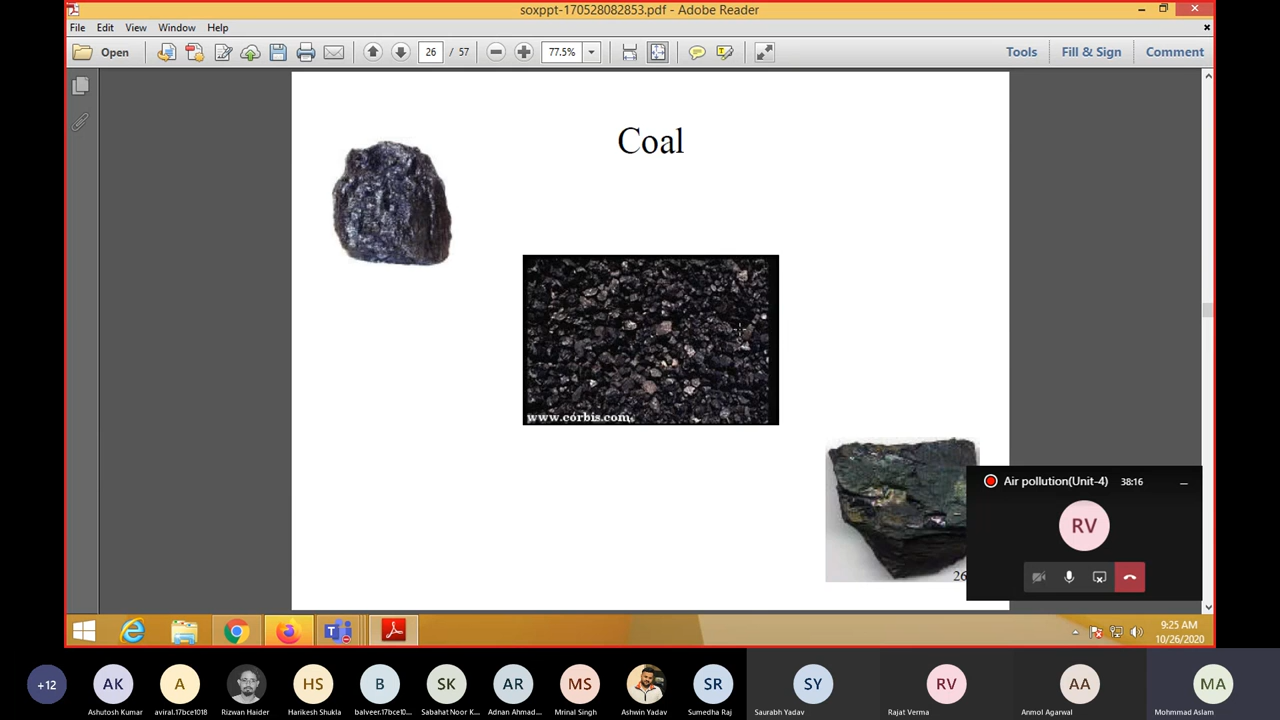 soxppt-170528082853.pdf - Adobe Reader
File Edit View Window Help
Open 26 / 57 77.5% Tools Fill & Sign Comment
Coal
www.corbis.com
26
Air pollution(Unit-4) 38:16
RV
9:25 AM
10/26/2020
+12 AK A HS B SK AR MS SR SY RV AA MA
Ashutosh Kumar aviral.17bce1018 Rizwan Haider Harikesh Shukla balveer.17bce10... Sabahat Noor K... Adnan Ahmad... Mrinal Singh Ashwin Yadav Sumedha Raj Saurabh Yadav Rajat Verma Anmol Agarwal Mohmmad Aslam